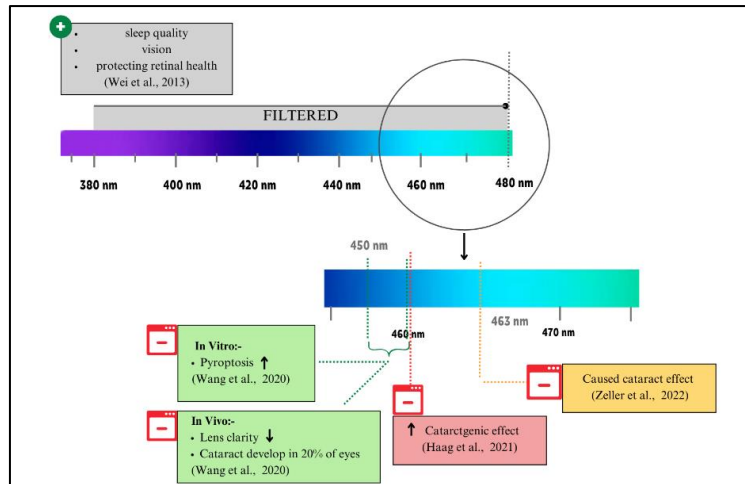 • sleep quality
• vision
• protecting retinal health
(Wei et al., 2013)
FILTERED
380 nm 400 nm 420 nm 440 nm 460 nm 480 nm
450 nm
460 nm 463 nm 470 nm
In Vitro:-
• Pyroptosis ↑
(Wang et al., 2020)
In Vivo:-
• Lens clarity ↓
• Cataract develop in 20% of eyes
(Wang et al., 2020)
↑ Catarctgenic effect
(Haag et al., 2021)
Caused cataract effect
(Zeller et al., 2022)